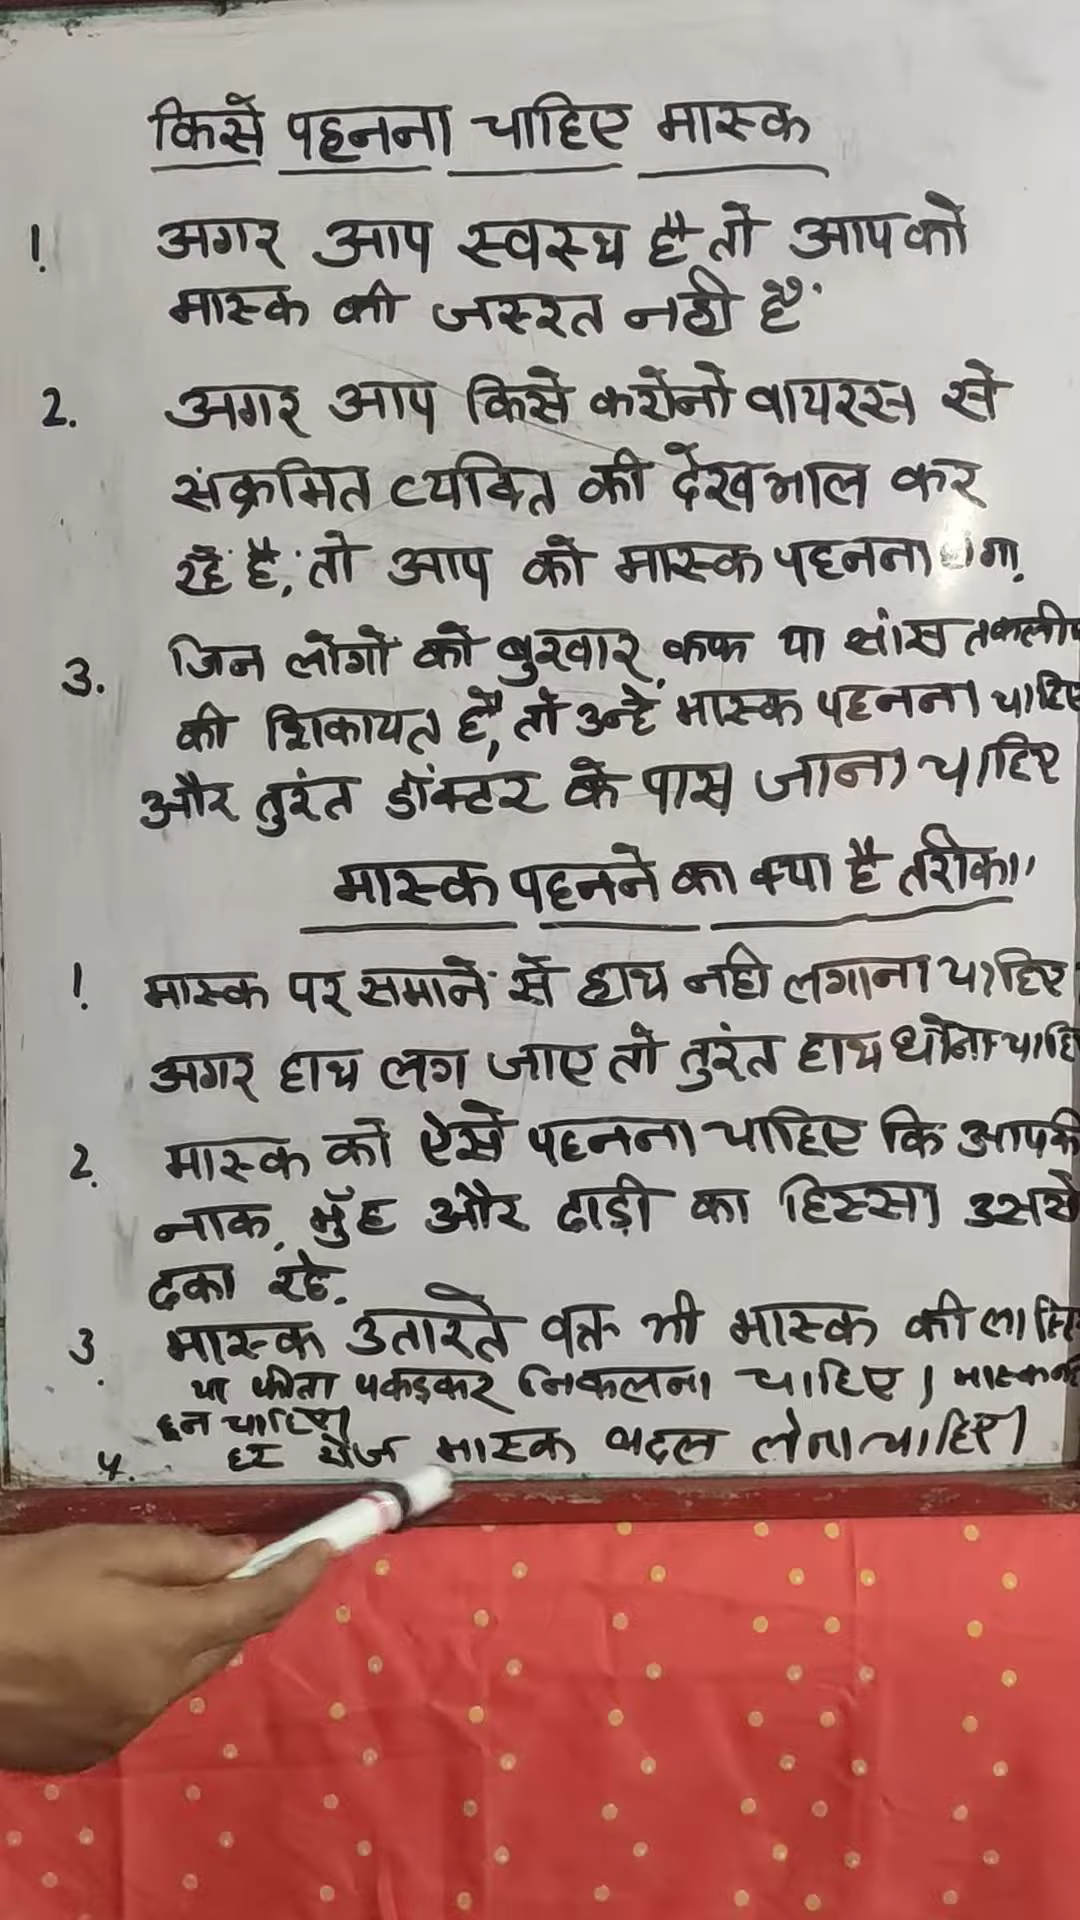 किसे पहनना चाहिए मास्क
1. अगर आप स्वस्थ है तो आपको
मास्क की जरूरत नही हैं
2. अगर आप किसे करोनो वायरस से
संक्रमित व्यक्ति की देखभाल कर
रहे हैं, तो आप को मास्क पहनना
3. जिन लोगों को बुखार, कफ या सांस
की शिकायत है, तो उन्हें मास्क पहनना
और तुरंत डॉक्टर के पास जाना चाहिए
मास्क पहनने का क्या है तरीका
1 मास्क पर समाने से हाथ नही लगाना चाहिए
अगर हाथ लग जाए तो तुरंत हाथ धोना
2. मास्क को ऐसे पहनना चाहिए कि
नाक, मुँह और दाड़ी का हिस्सा उससे
ढका रहे.
3. मास्क उतारते वक्त भी मास्क की
या फीता पकड़कर निकलना चाहिए।
4. हर रोज मास्क बदल लेना चाहिए।